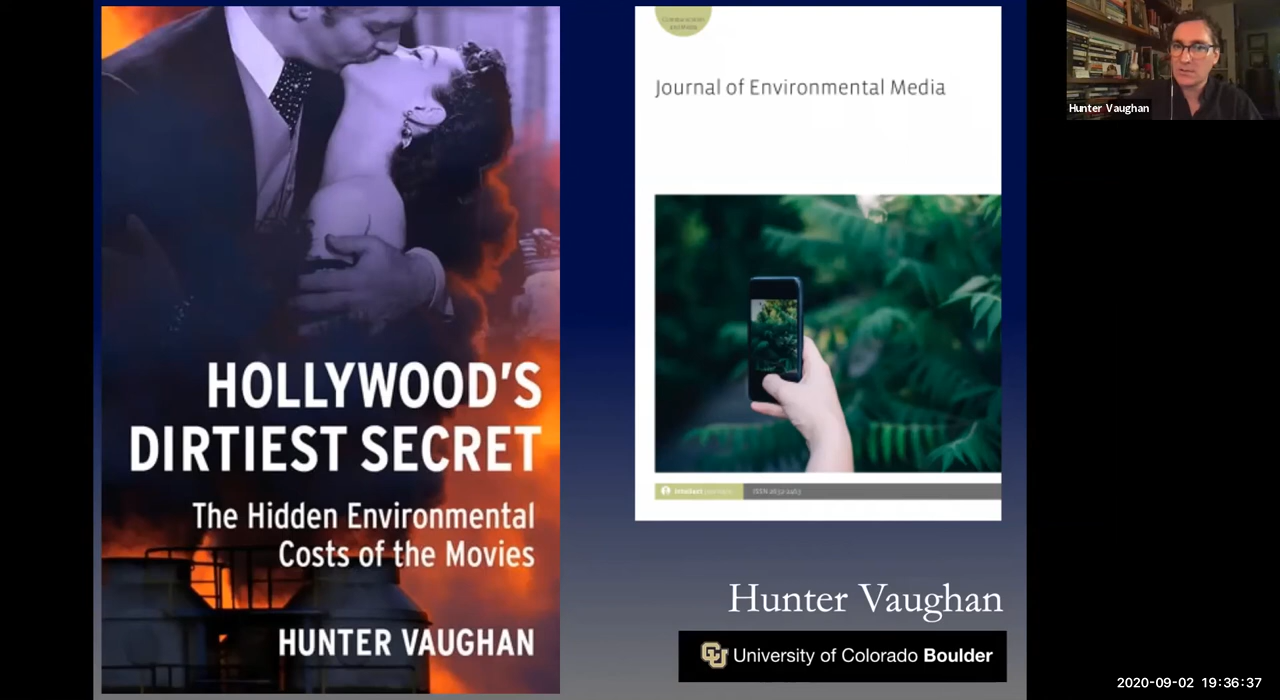 HOLLYWOOD'S
DIRTIEST SECRET
The Hidden Environmental
Costs of the Movies
HUNTER VAUGHAN
Journal of Environmental Media
intellect
Hunter Vaughan
University of Colorado Boulder
Hunter Vaughan
2020-09-02 19:36:37